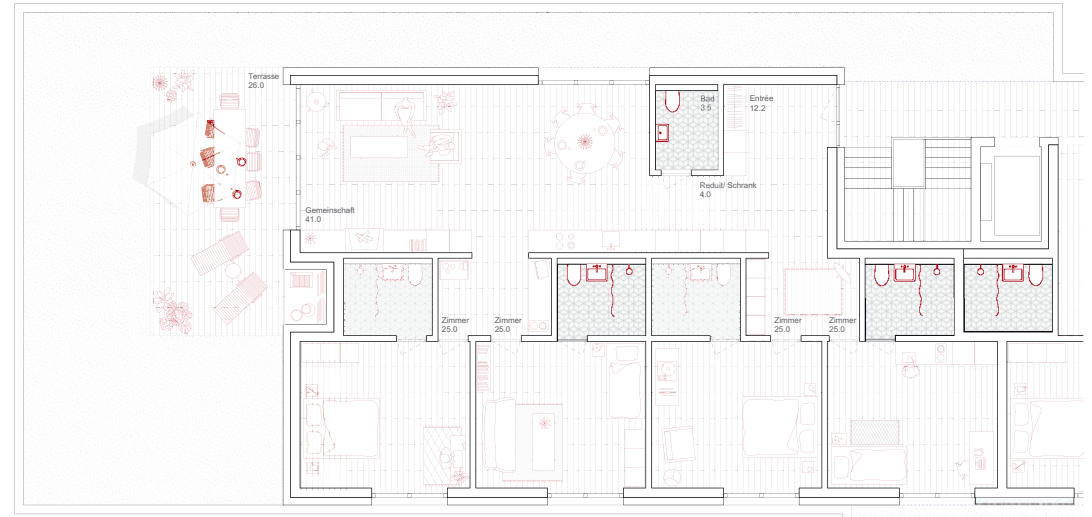 Terrasse
26.0
Bad
3.5
Entrée
12.2
Reduit/ Schrank
4.0
Gemeinschaft
41.0
Zimmer
25.0
Zimmer
25.0
Zimmer
25.0
Zimmer
25.0